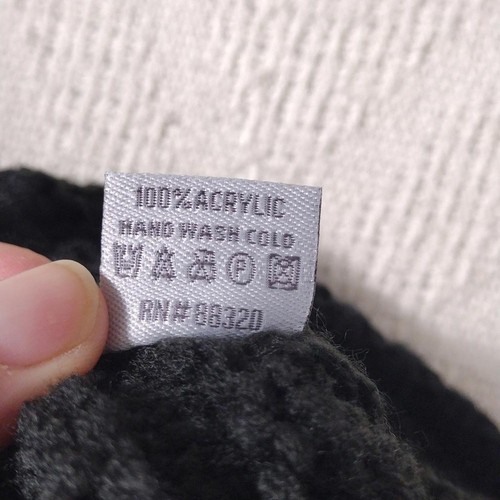 100% ACRYLIC
HAND WASH COLD
P
RN# 88320